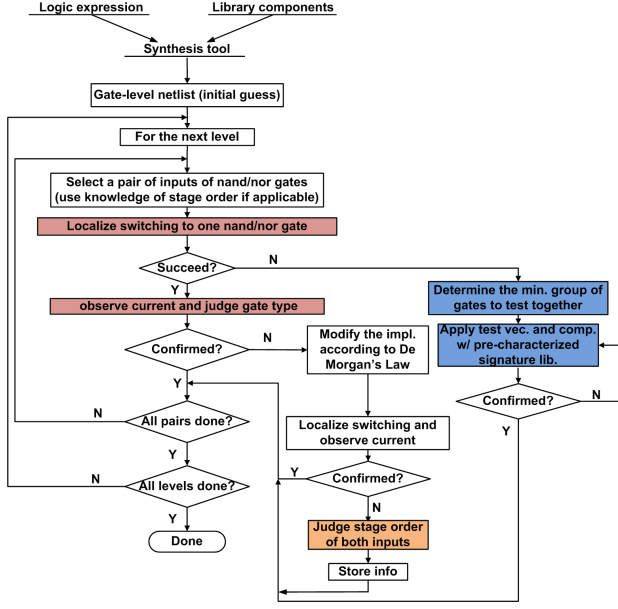 Logic expression
Library components
Synthesis tool
Gate-level netlist (initial guess)
For the next level
Select a pair of inputs of nand/nor gates
(use knowledge of stage order if applicable)
Localize switching to one nand/nor gate
Succeed?
N
Y
Determine the min. group of
gates to test together
observe current and judge gate type
Apply test vec. and comp.
w/ pre-characterized
signature lib.
Confirmed?
N
Modify the impl.
according to De
Morgan's Law
Y
Confirmed?
N
Y
All pairs done?
N
Y
Localize switching and
observe current
Confirmed?
Y
N
All levels done?
N
Y
Judge stage order
of both inputs
Done
Store info